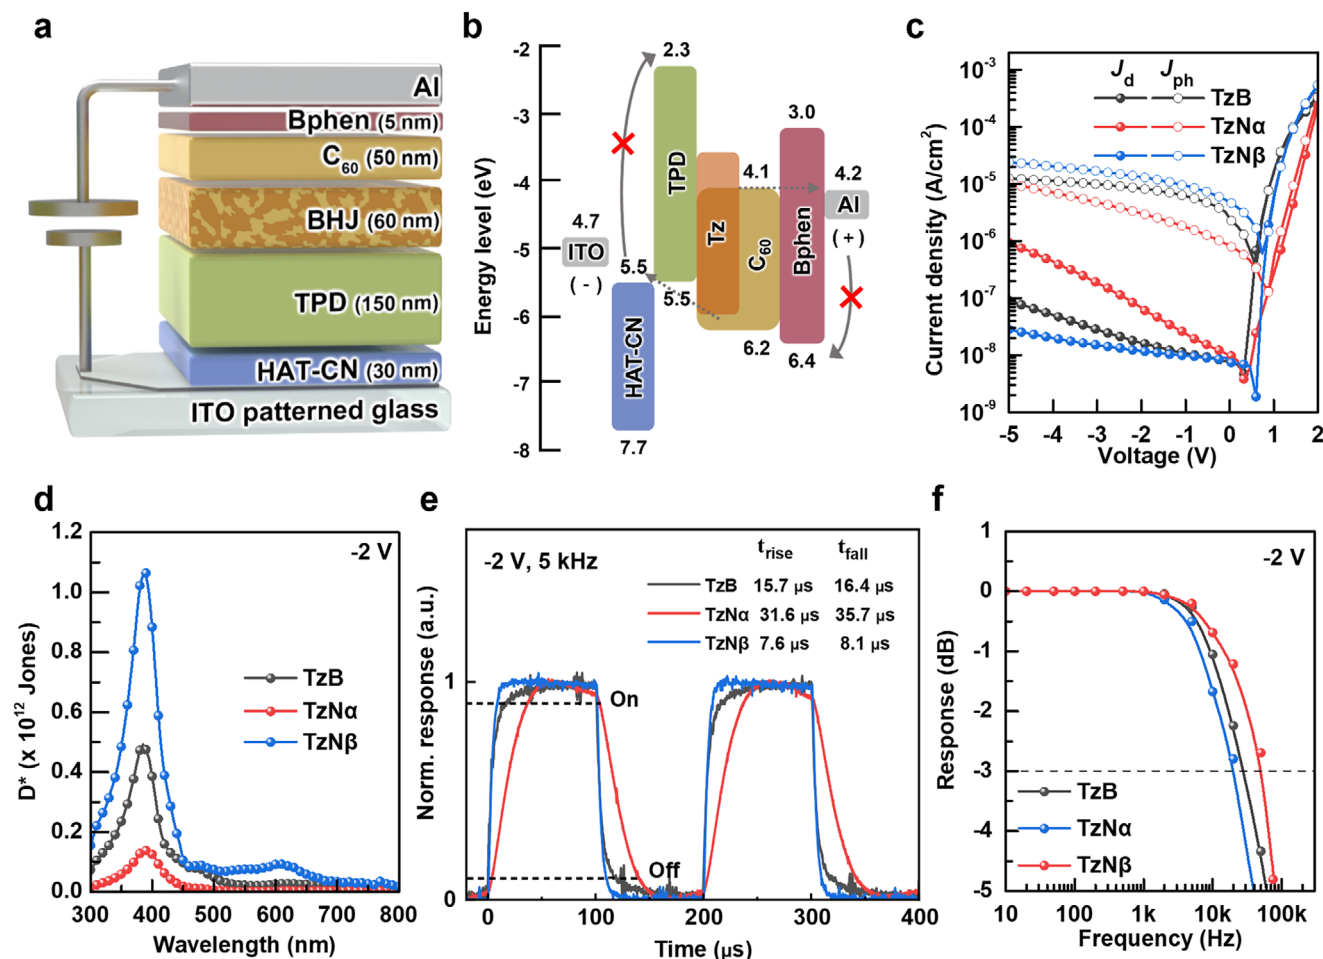 a
Al
Bphen (5 nm)
C60 (50 nm)
BHJ (60 nm)
TPD (150 nm)
HAT-CN (30 nm)
ITO patterned glass
b
Energy level (eV)
-2
-3
-4
-5
-6
-7
-8
2.3
TPD
3.0
4.1
4.2
Al
(+)
4.7
ITO
(-)
Tz
C60
Bphen
5.5
5.5
6.2
6.4
HAT-CN
7.7
c
Current density (A/cm2)
10-3
10-4
10-5
10-6
10-7
10-8
10-9
Jd Jph
TzB
TzNα
TzNβ
-5 -4 -3 -2 -1 0 1 2
Voltage (V)
d
D* (x 1012 Jones)
1.2
1.0
0.8
0.6
0.4
0.2
0.0
-2 V
TzB
TzNα
TzNβ
300 400 500 600 700 800
Wavelength (nm)
e
Norm. response (a.u.)
1
0
-2 V, 5 kHz
trise tfall
TzB 15.7 µs 16.4 µs
TzNα 31.6 µs 35.7 µs
TzNβ 7.6 µs 8.1 µs
On
Off
0 100 200 300 400
Time (µs)
f
Response (dB)
1
0
-1
-2
-3
-4
-5
-2 V
TzB
TzNα
TzNβ
10 100 1k 10k 100k
Frequency (Hz)